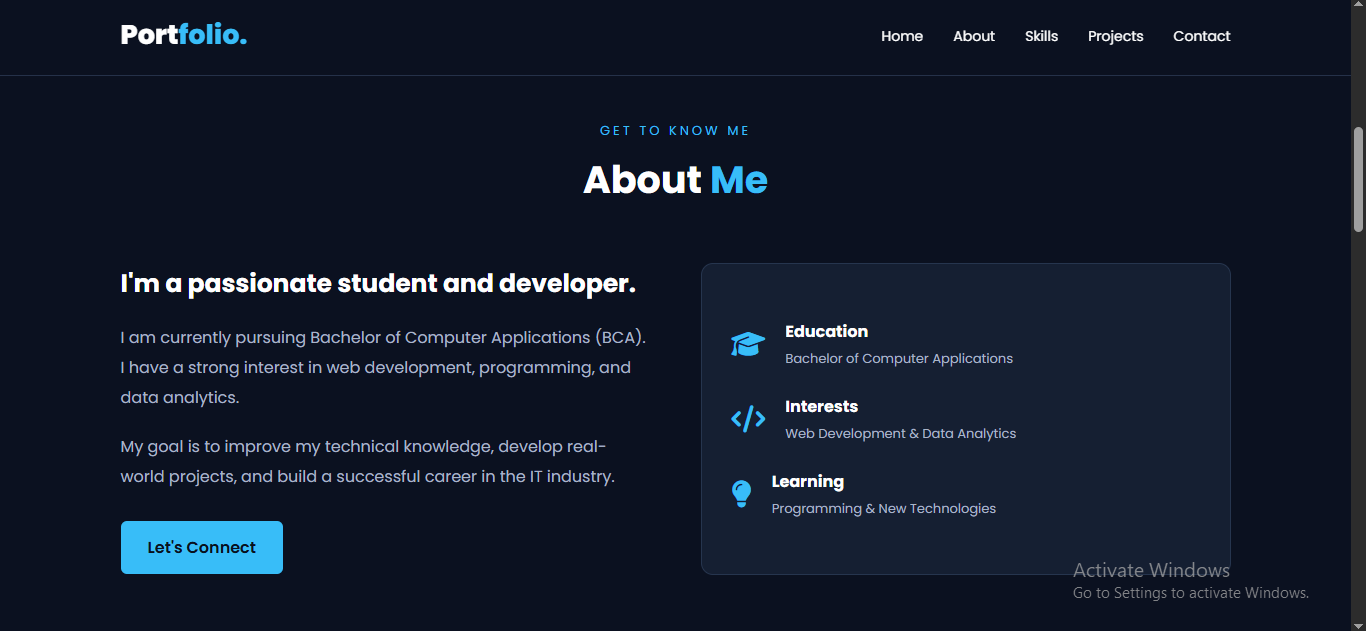 Portfolio.
Home About Skills Projects Contact
GET TO KNOW ME
About Me
I'm a passionate student and developer.
I am currently pursuing Bachelor of Computer Applications (BCA).
I have a strong interest in web development, programming, and
data analytics.
My goal is to improve my technical knowledge, develop real-
world projects, and build a successful career in the IT industry.
Let's Connect
Education
Bachelor of Computer Applications
Interests
Web Development & Data Analytics
Learning
Programming & New Technologies
Activate Windows
Go to Settings to activate Windows.